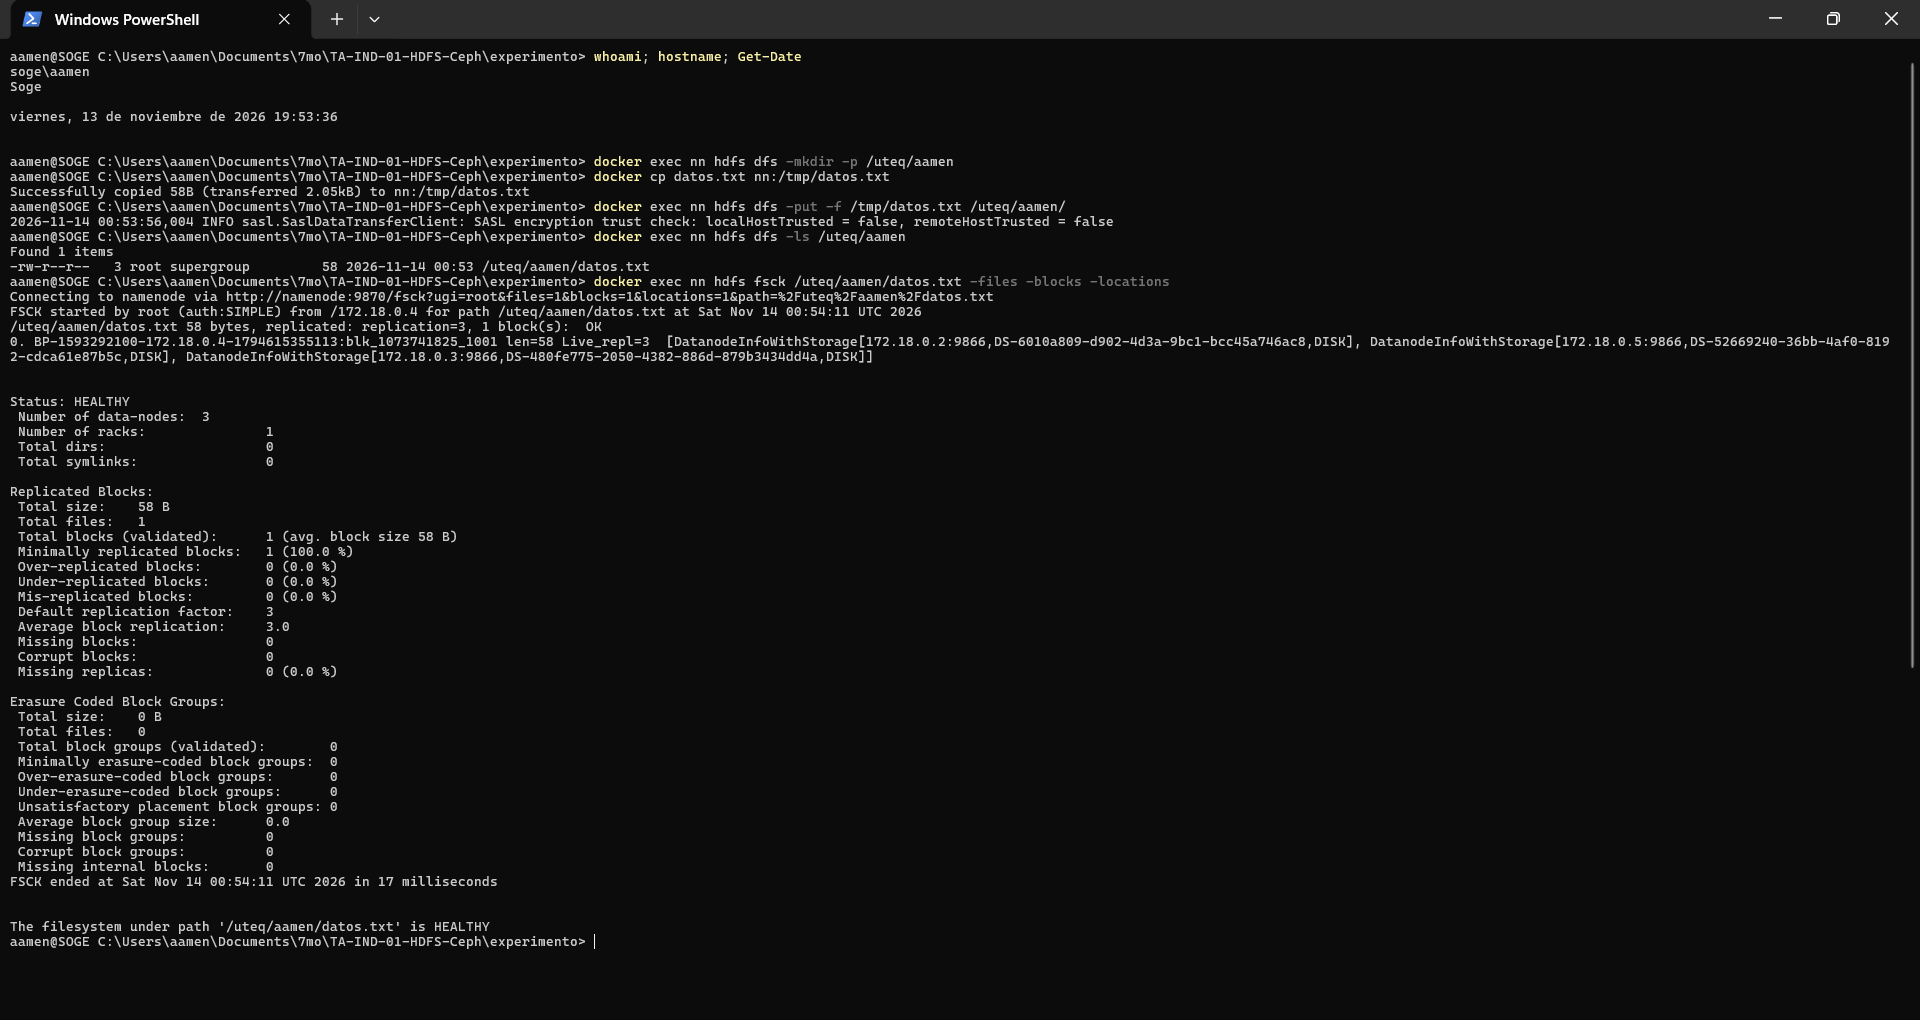 Windows PowerShell
aamen@SOGE C:\Users\aamen\Documents\7mo\TA-IND-01-HDFS-Ceph\experimento> whoami; hostname; Get-Date
soge\aamen
Soge
viernes, 13 de noviembre de 2026 19:53:36
aamen@SOGE C:\Users\aamen\Documents\7mo\TA-IND-01-HDFS-Ceph\experimento> docker exec nn hdfs dfs -mkdir -p /uteq/aamen
aamen@SOGE C:\Users\aamen\Documents\7mo\TA-IND-01-HDFS-Ceph\experimento> docker cp datos.txt nn:/tmp/datos.txt
Successfully copied 58B (transferred 2.05kB) to nn:/tmp/datos.txt
aamen@SOGE C:\Users\aamen\Documents\7mo\TA-IND-01-HDFS-Ceph\experimento> docker exec nn hdfs dfs -put -f /tmp/datos.txt /uteq/aamen/
2026-11-14 00:53:56,004 INFO sasl.SaslDataTransferClient: SASL encryption trust check: localHostTrusted = false, remoteHostTrusted = false
aamen@SOGE C:\Users\aamen\Documents\7mo\TA-IND-01-HDFS-Ceph\experimento> docker exec nn hdfs dfs -ls /uteq/aamen
Found 1 items
-rw-r--r--   3 root supergroup         58 2026-11-14 00:53 /uteq/aamen/datos.txt
aamen@SOGE C:\Users\aamen\Documents\7mo\TA-IND-01-HDFS-Ceph\experimento> docker exec nn hdfs fsck /uteq/aamen/datos.txt -files -blocks -locations
Connecting to namenode via http://namenode:9870/fsck?ugi=root&files=1&blocks=1&locations=1&path=%2Futeq%2Faamen%2Fdatos.txt
FSCK started by root (auth:SIMPLE) from /172.18.0.4 for path /uteq/aamen/datos.txt at Sat Nov 14 00:54:11 UTC 2026
/uteq/aamen/datos.txt 58 bytes, replicated: replication=3, 1 block(s):  OK
0. BP-1593292100-172.18.0.4-1794615355113:blk_1073741825_1001 len=58 Live_repl=3  [DatanodeInfoWithStorage[172.18.0.2:9866,DS-6010a809-d902-4d3a-9bc1-bcc45a746ac8,DISK], DatanodeInfoWithStorage[172.18.0.5:9866,DS-52669240-36bb-4af0-819
2-cdca61e87b5c,DISK], DatanodeInfoWithStorage[172.18.0.3:9866,DS-480fe775-2050-4382-886d-879b3434dd4a,DISK]]
Status: HEALTHY
 Number of data-nodes:  3
 Number of racks:               1
 Total dirs:                    0
 Total symlinks:                0
Replicated Blocks:
 Total size:    58 B
 Total files:   1
 Total blocks (validated):      1 (avg. block size 58 B)
 Minimally replicated blocks:   1 (100.0 %)
 Over-replicated blocks:        0 (0.0 %)
 Under-replicated blocks:       0 (0.0 %)
 Mis-replicated blocks:         0 (0.0 %)
 Default replication factor:    3
 Average block replication:     3.0
 Missing blocks:                0
 Corrupt blocks:                0
 Missing replicas:              0 (0.0 %)
Erasure Coded Block Groups:
 Total size:    0 B
 Total files:   0
 Total block groups (validated):        0
 Minimally erasure-coded block groups:  0
 Over-erasure-coded block groups:       0
 Under-erasure-coded block groups:      0
 Unsatisfactory placement block groups: 0
 Average block group size:      0.0
 Missing block groups:          0
 Corrupt block groups:          0
 Missing internal blocks:       0
FSCK ended at Sat Nov 14 00:54:11 UTC 2026 in 17 milliseconds
The filesystem under path '/uteq/aamen/datos.txt' is HEALTHY
aamen@SOGE C:\Users\aamen\Documents\7mo\TA-IND-01-HDFS-Ceph\experimento>